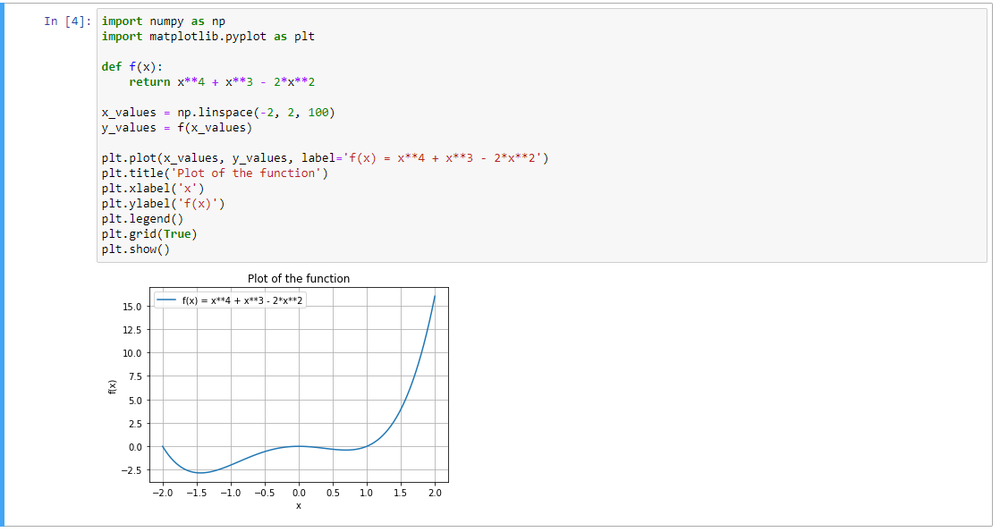 In [4]: import numpy as np
import matplotlib.pyplot as plt
def f(x):
    return x**4 + x**3 - 2*x**2
x_values = np.linspace(-2, 2, 100)
y_values = f(x_values)
plt.plot(x_values, y_values, label='f(x) = x**4 + x**3 - 2*x**2')
plt.title('Plot of the function')
plt.xlabel('x')
plt.ylabel('f(x)')
plt.legend()
plt.grid(True)
plt.show()
Plot of the function
f(x) = x**4 + x**3 - 2*x**2
15.0
12.5
10.0
7.5
5.0
2.5
0.0
−2.5
f(x)
−2.0 −1.5 −1.0 −0.5 0.0 0.5 1.0 1.5 2.0
x